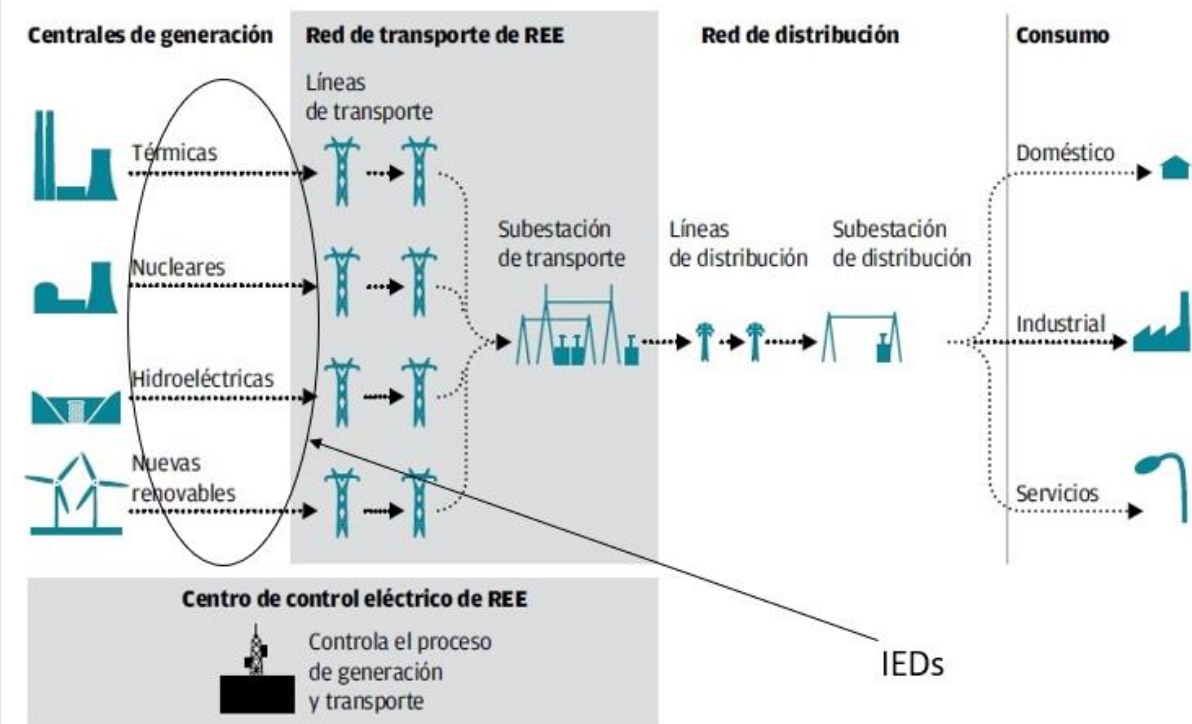 Centrales de generación
Red de transporte de REE
Red de distribución
Consumo
Líneas
de transporte
Térmicas
Doméstico
Subestación
de transporte
Líneas
de distribución
Subestación
de distribución
Nucleares
Industrial
Hidroeléctricas
Nuevas
renovables
Servicios
Centro de control eléctrico de REE
Controla el proceso
de generación
y transporte
IEDs